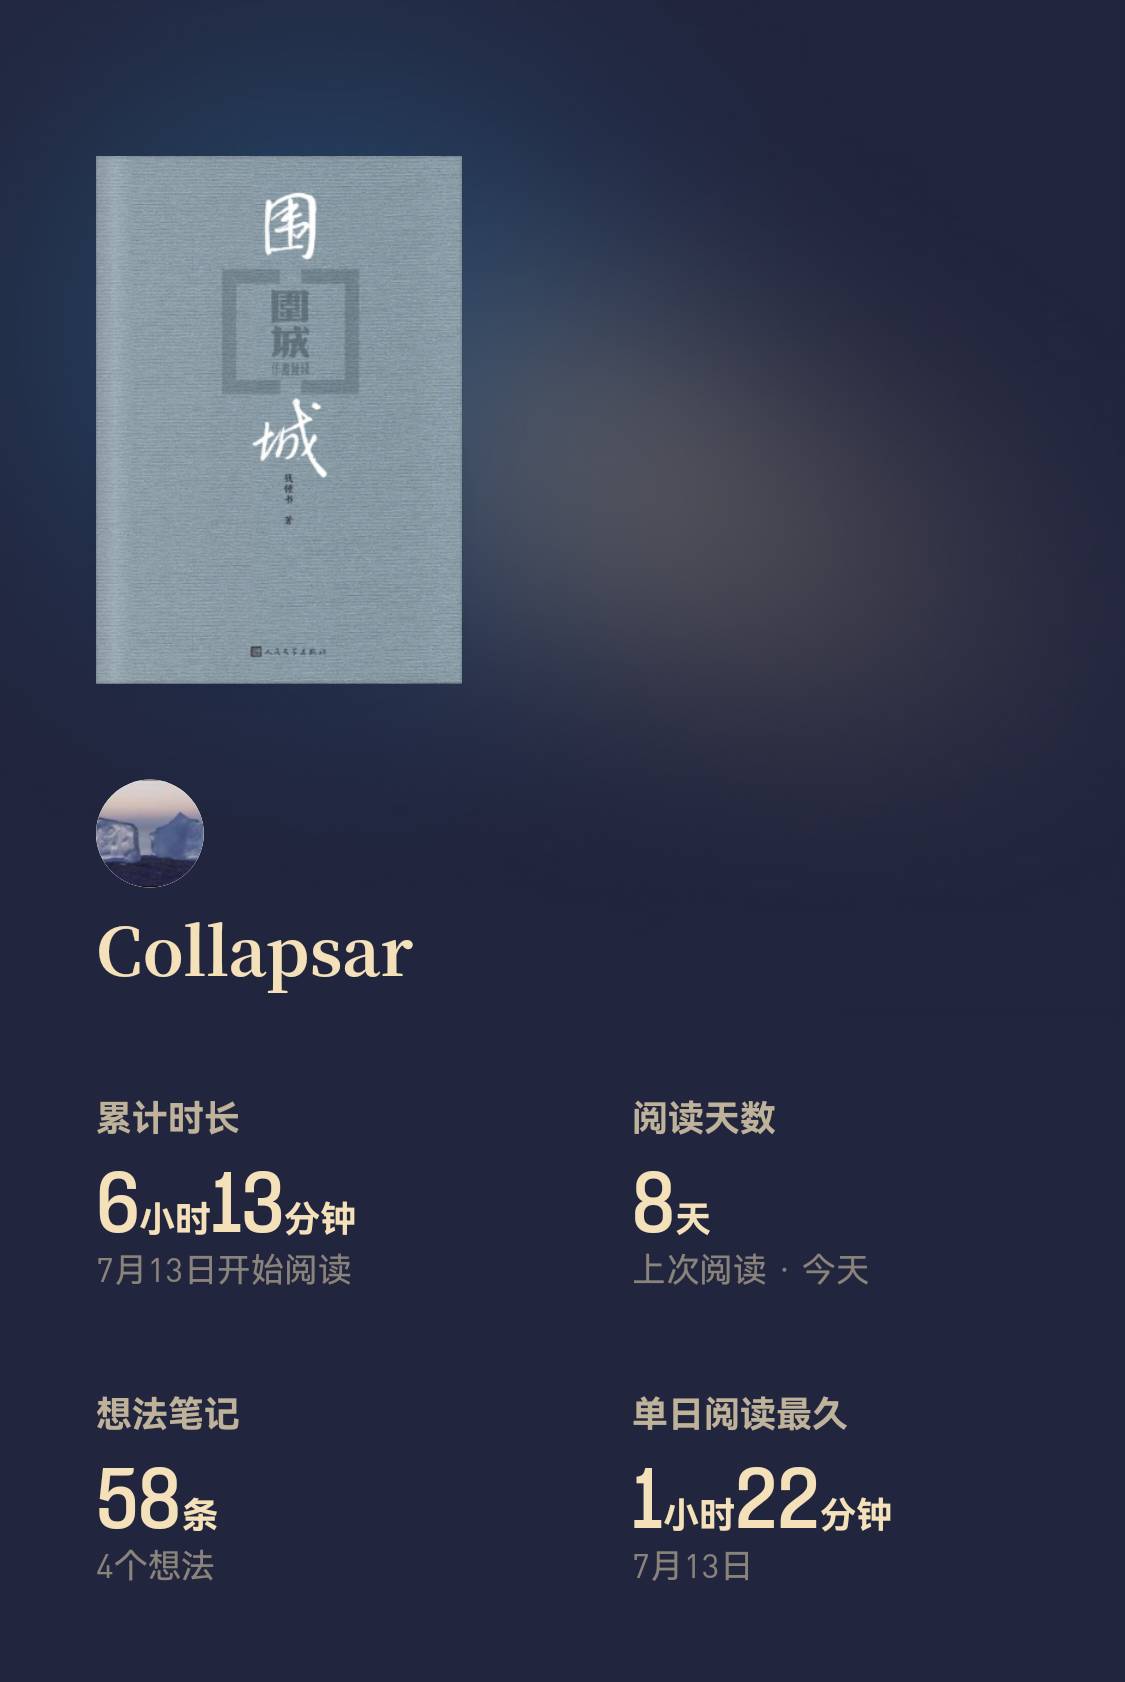 围
圍
城
城
钱锺书 著
人民文学出版社
Collapsar
累计时长
阅读天数
6小时13分钟
8天
7月13日开始阅读
上次阅读 · 今天
想法笔记
单日阅读最久
58条
1小时22分钟
4个想法
7月13日